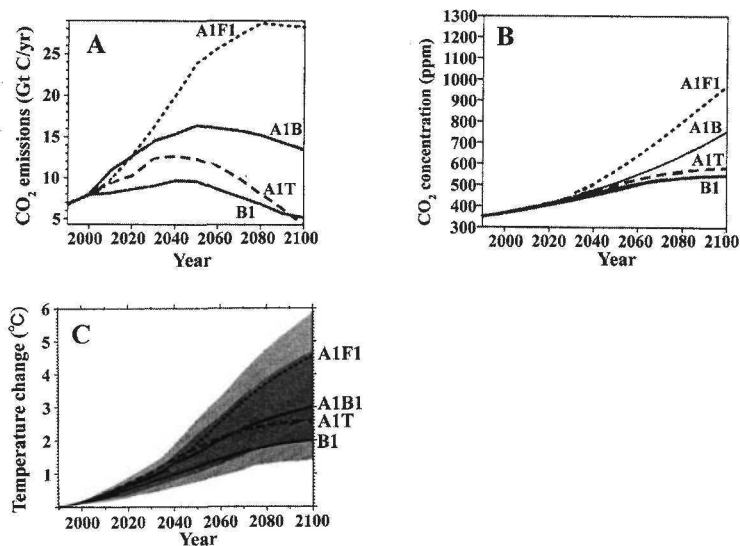 A
CO₂ emissions (Gt C/yr)
25
20
15
10
5
A1F1
A1B
A1T
B1
2000 2020 2040 2060 2080 2100
Year
B
CO₂ concentration (ppm)
1300
1200
1100
1000
900
800
700
600
500
400
300
A1F1
A1B
A1T
B1
2000 2020 2040 2060 2080 2100
Year
C
Temperature change (℃)
6
5
4
3
2
1
A1F1
A1B1
A1T
B1
2000 2020 2040 2060 2080 2100
Year